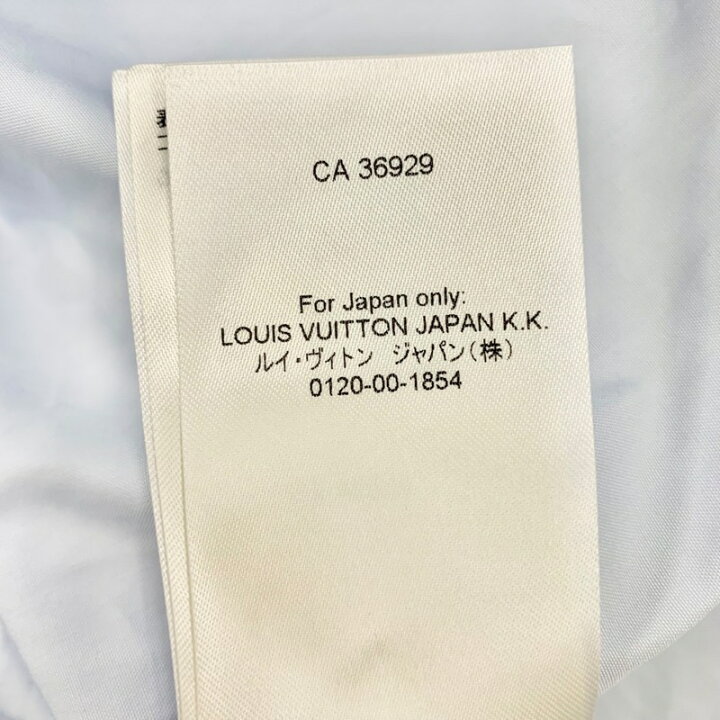 CA 36929
For Japan only:
LOUIS VUITTON JAPAN K.K.
ルイ・ヴィトン ジャパン(株)
0120-00-1854